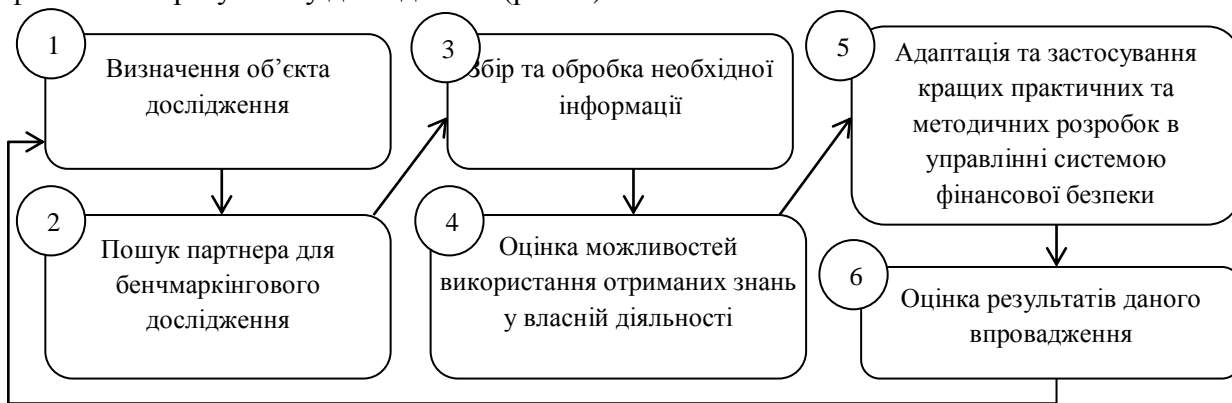 1
Визначення об’єкта
дослідження
2
Пошук партнера для
бенчмаркінгового
дослідження
3
Збір та обробка необхідної
інформації
4
Оцінка можливостей
використання отриманих знань
у власній діяльності
5
Адаптація та застосування
кращих практичних та
методичних розробок в
управлінні системою
фінансової безпеки
6
Оцінка результатів даного
впровадження